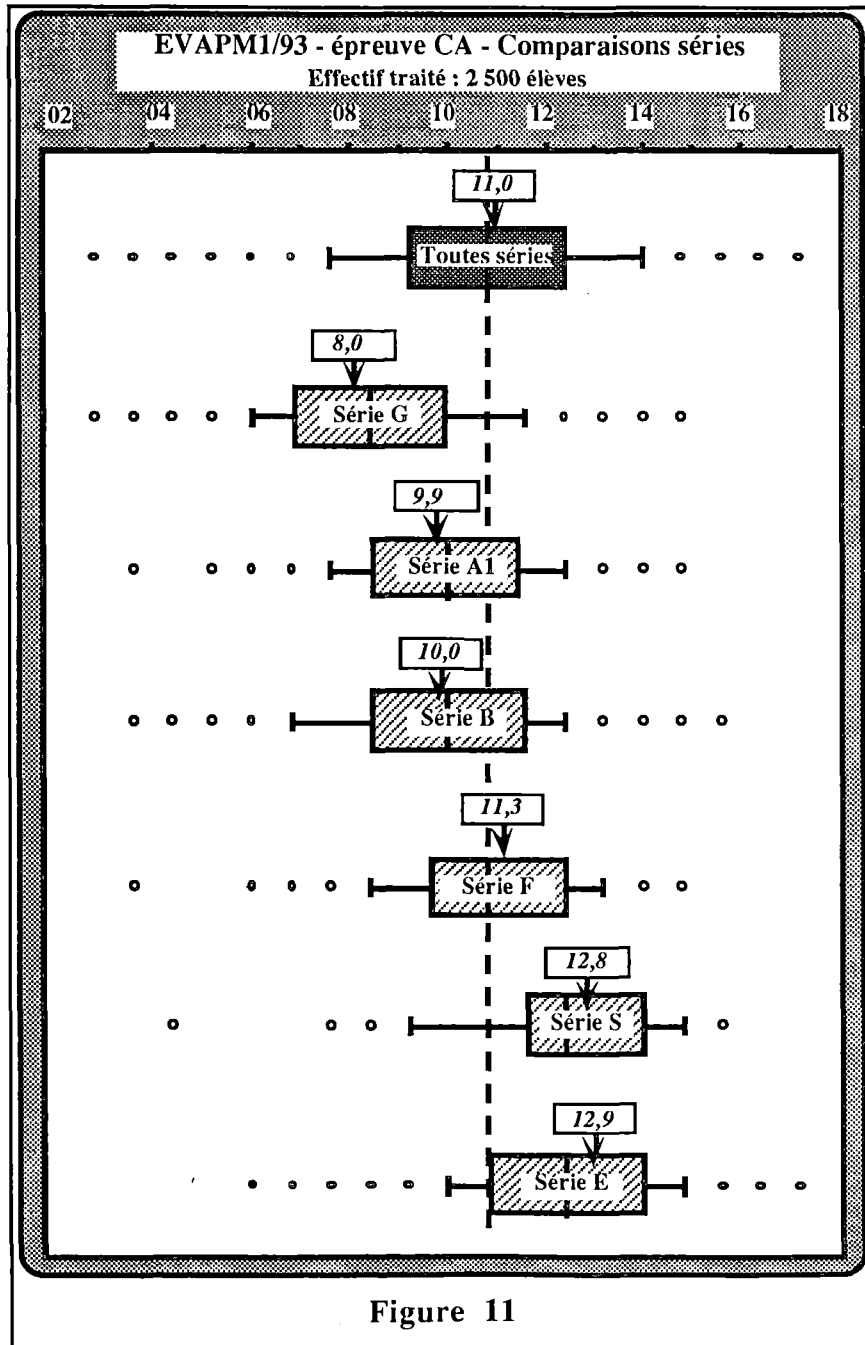 EVAPM1/93 - épreuve CA - Comparaisons séries
Effectif traité : 2 500 élèves
02 04 06 08 10 12 14 16 18
11,0
Toutes séries
8,0
Série G
9,9
Série A1
10,0
Série B
11,3
Série F
12,8
Série S
12,9
Série E
Figure 11